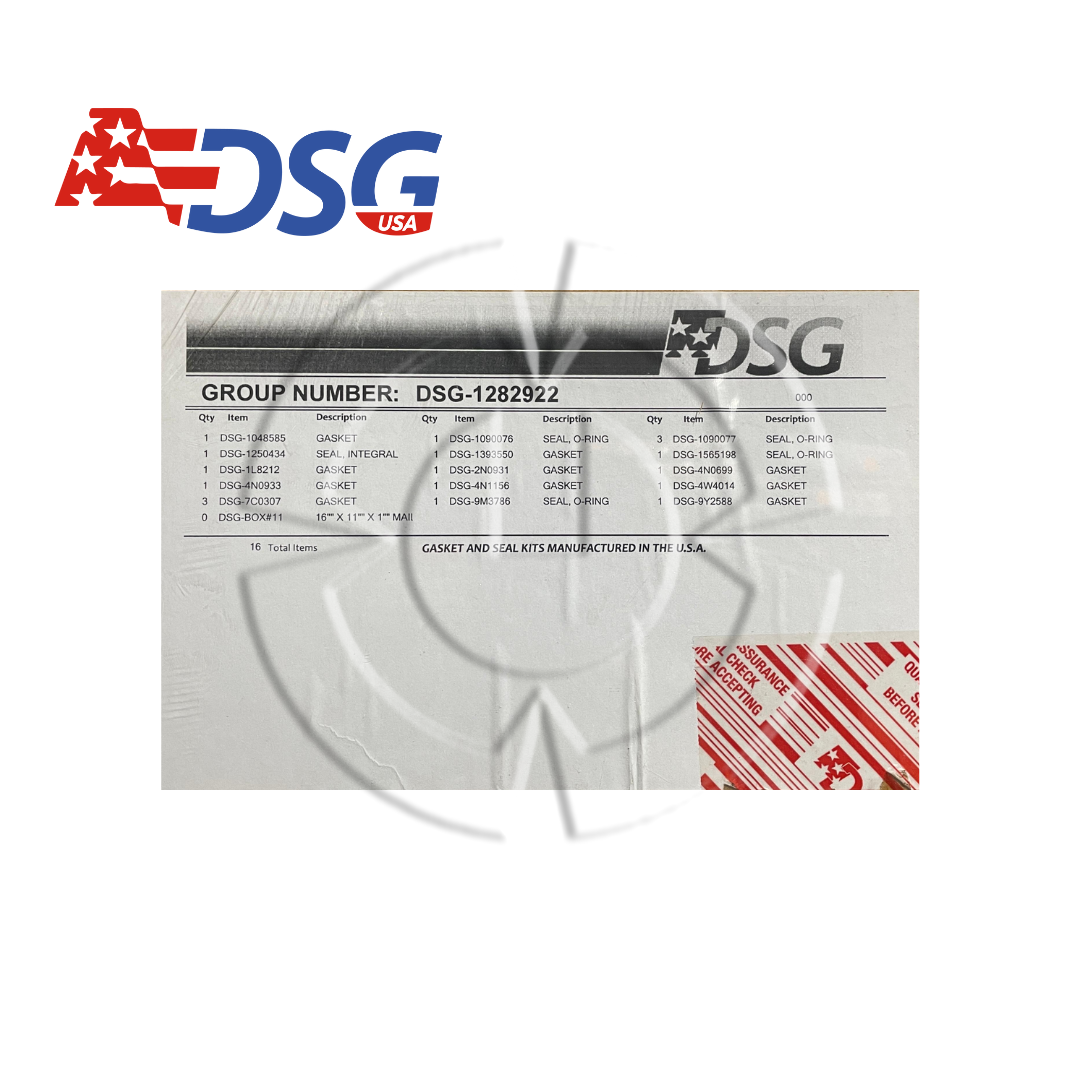 DSG
USA
DSG
GROUP NUMBER: DSG-1282922 000
Qty Item Description Qty Item Description Qty Item Description
1 DSG-1048585 GASKET 1 DSG-1090076 SEAL, O-RING 3 DSG-1090077 SEAL, O-RING
1 DSG-1250434 SEAL, INTEGRAL 1 DSG-1393550 GASKET 1 DSG-1565198 SEAL, O-RING
1 DSG-1L8212 GASKET 1 DSG-2N0931 GASKET 1 DSG-4N0699 GASKET
1 DSG-4N0933 GASKET 1 DSG-4N1156 GASKET 1 DSG-4W4014 GASKET
3 DSG-7C0307 GASKET 1 DSG-9M3786 SEAL, O-RING 1 DSG-9Y2588 GASKET
0 DSG-BOX#11 16"" X 11"" X 1"" MAIL
16 Total Items GASKET AND SEAL KITS MANUFACTURED IN THE U.S.A.
SSURANCE
L CHECK
RE ACCEPTING
QU
SE
BEFORE